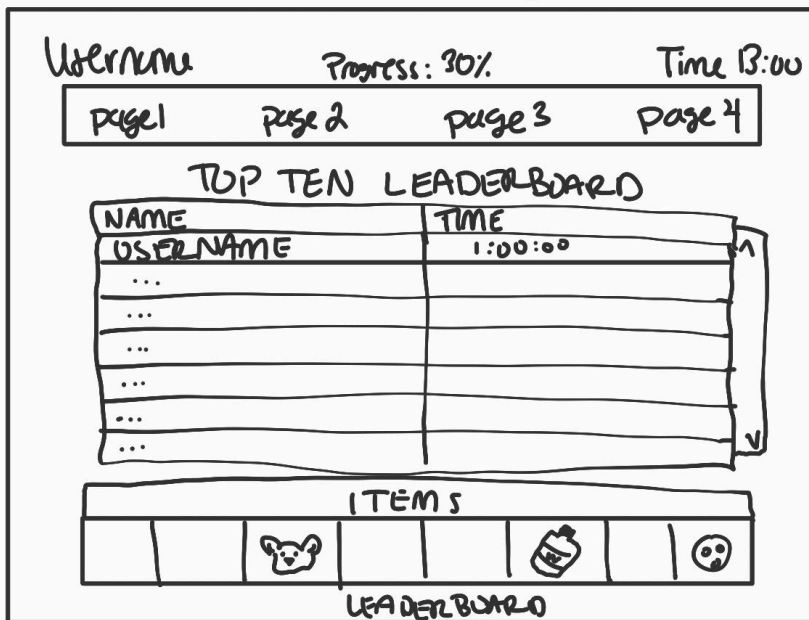 Username Progress: 30% Time 13:00
page1 page 2 page 3 page 4
TOP TEN LEADERBOARD
NAME TIME
USERNAME 1:00:00
...
...
...
...
...
...
ITEMS
LEADERBOARD